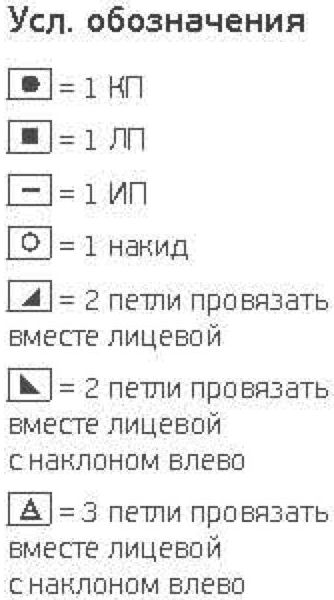 Усл. обозначения
= 1 КП
= 1 ЛП
= 1 ИП
= 1 накид
= 2 петли провязать
вместе лицевой
= 2 петли провязать
вместе лицевой
с наклоном влево
= 3 петли провязать
вместе лицевой
с наклоном влево